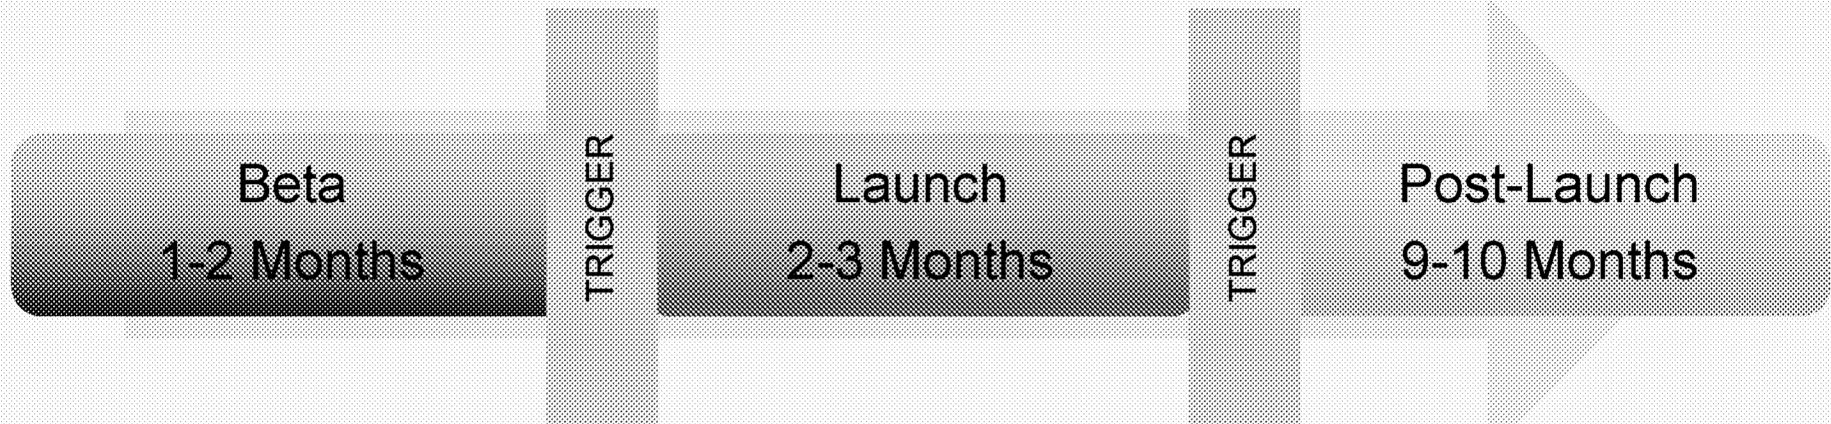 Beta
1-2 Months
TRIGGER
Launch
2-3 Months
TRIGGER
Post-Launch
9-10 Months